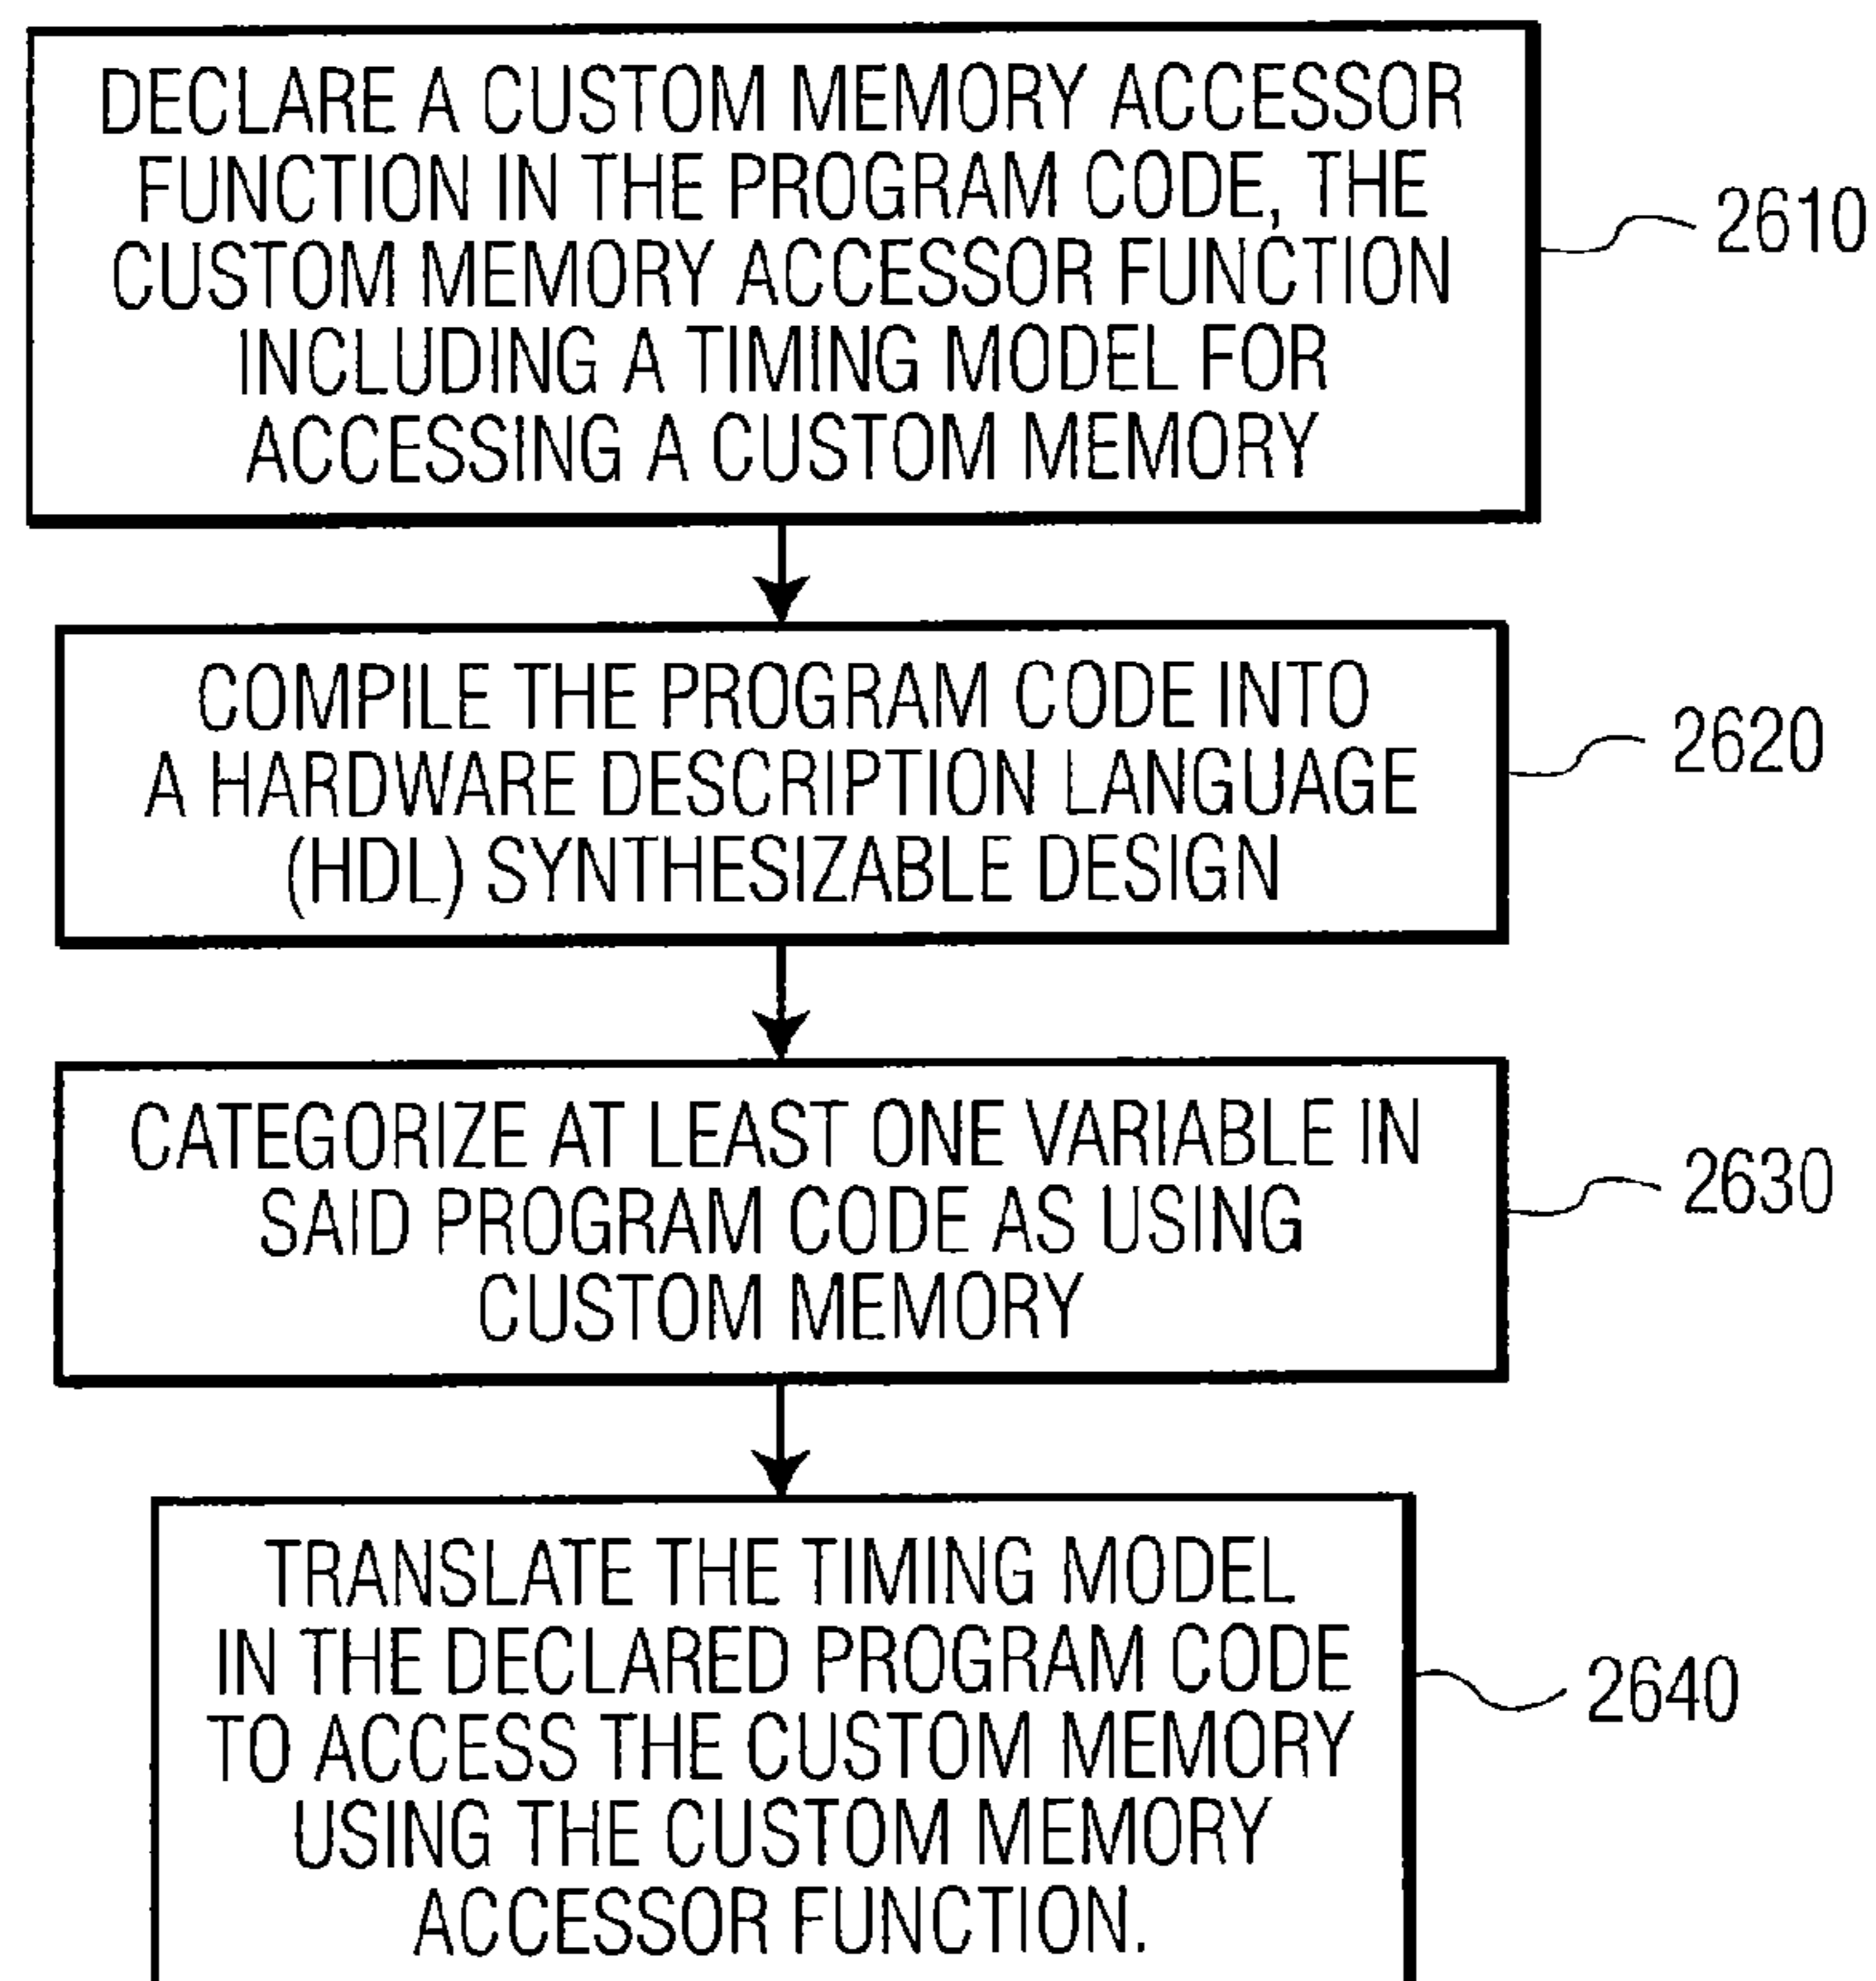 DECLARE A CUSTOM MEMORY ACCESSOR
FUNCTION IN THE PROGRAM CODE, THE
CUSTOM MEMORY ACCESSOR FUNCTION
INCLUDING A TIMING MODEL FOR
ACCESSING A CUSTOM MEMORY
2610
COMPILE THE PROGRAM CODE INTO
A HARDWARE DESCRIPTION LANGUAGE
(HDL) SYNTHESIZABLE DESIGN
2620
CATEGORIZE AT LEAST ONE VARIABLE IN
SAID PROGRAM CODE AS USING
CUSTOM MEMORY
2630
TRANSLATE THE TIMING MODEL
IN THE DECLARED PROGRAM CODE
TO ACCESS THE CUSTOM MEMORY
USING THE CUSTOM MEMORY
ACCESSOR FUNCTION.
2640